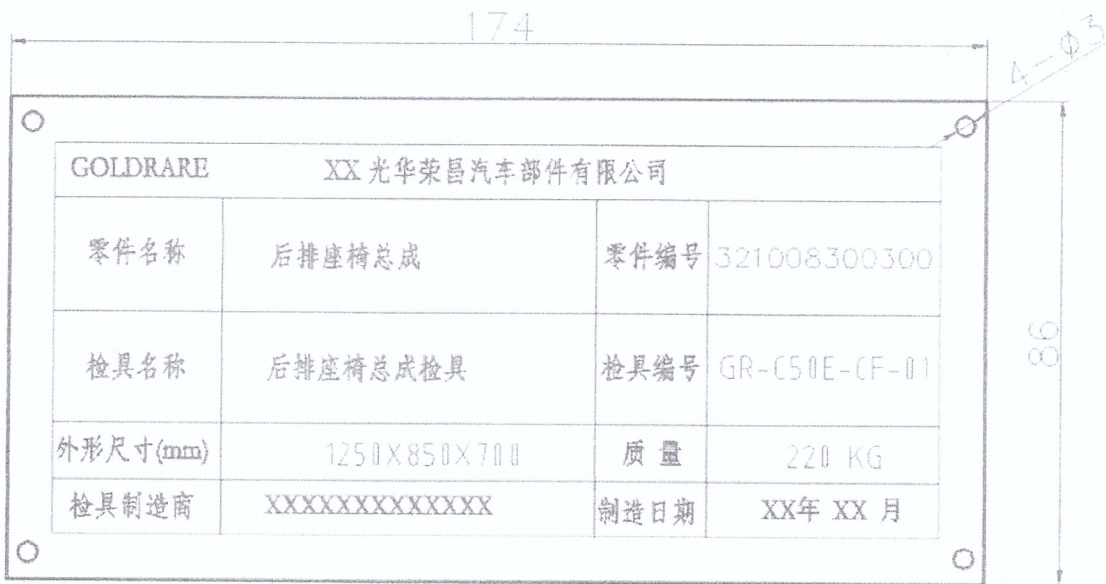 174
4-Φ3
GOLDRARE XX 光华荣昌汽车部件有限公司
零件名称 后排座椅总成 零件编号 321008300300
86
检具名称 后排座椅总成检具 检具编号 GR-C50E-CF-01
外形尺寸(mm) 1250X850X700 质 量 220 KG
检具制造商 XXXXXXXXXXXXX 制造日期 XX年 XX 月